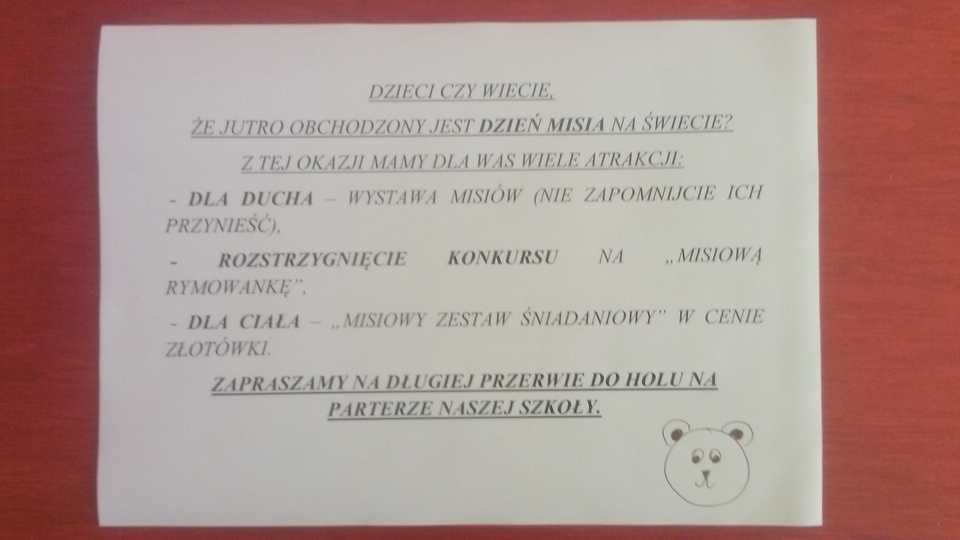 DZIECI CZY WIECIE,
ŻE JUTRO OBCHODZONY JEST DZIEŃ MISIA NA ŚWIECIE?
Z TEJ OKAZJI MAMY DLA WAS WIELE ATRAKCJI:
- DLA DUCHA – WYSTAWA MISIÓW (NIE ZAPOMNIJCIE ICH
PRZYNIEŚĆ),
- ROZSTRZYGNIĘCIE KONKURSU NA „MISIOWĄ
RYMOWANKĘ”,
- DLA CIAŁA – „MISIOWY ZESTAW ŚNIADANIOWY” W CENIE
ZŁOTÓWKI.
ZAPRASZAMY NA DŁUGIEJ PRZERWIE DO HOLU NA
PARTERZE NASZEJ SZKOŁY.